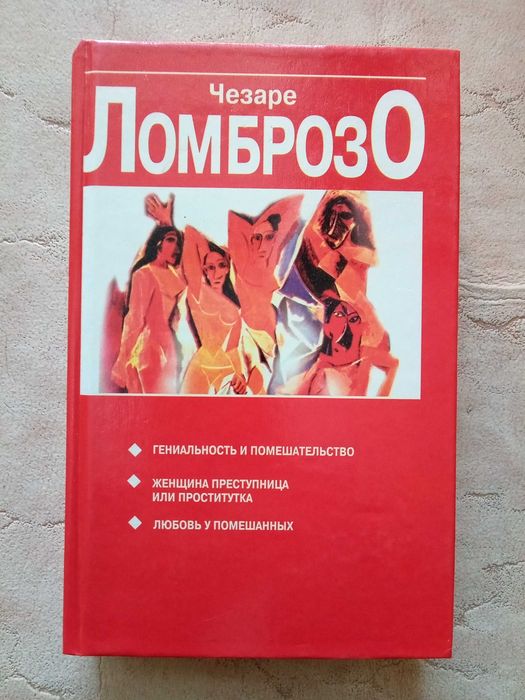 Чезаре
ЛОМБРОЗО
ГЕНИАЛЬНОСТЬ И ПОМЕШАТЕЛЬСТВО
ЖЕНЩИНА ПРЕСТУПНИЦА
ИЛИ ПРОСТИТУТКА
ЛЮБОВЬ У ПОМЕШАННЫХ